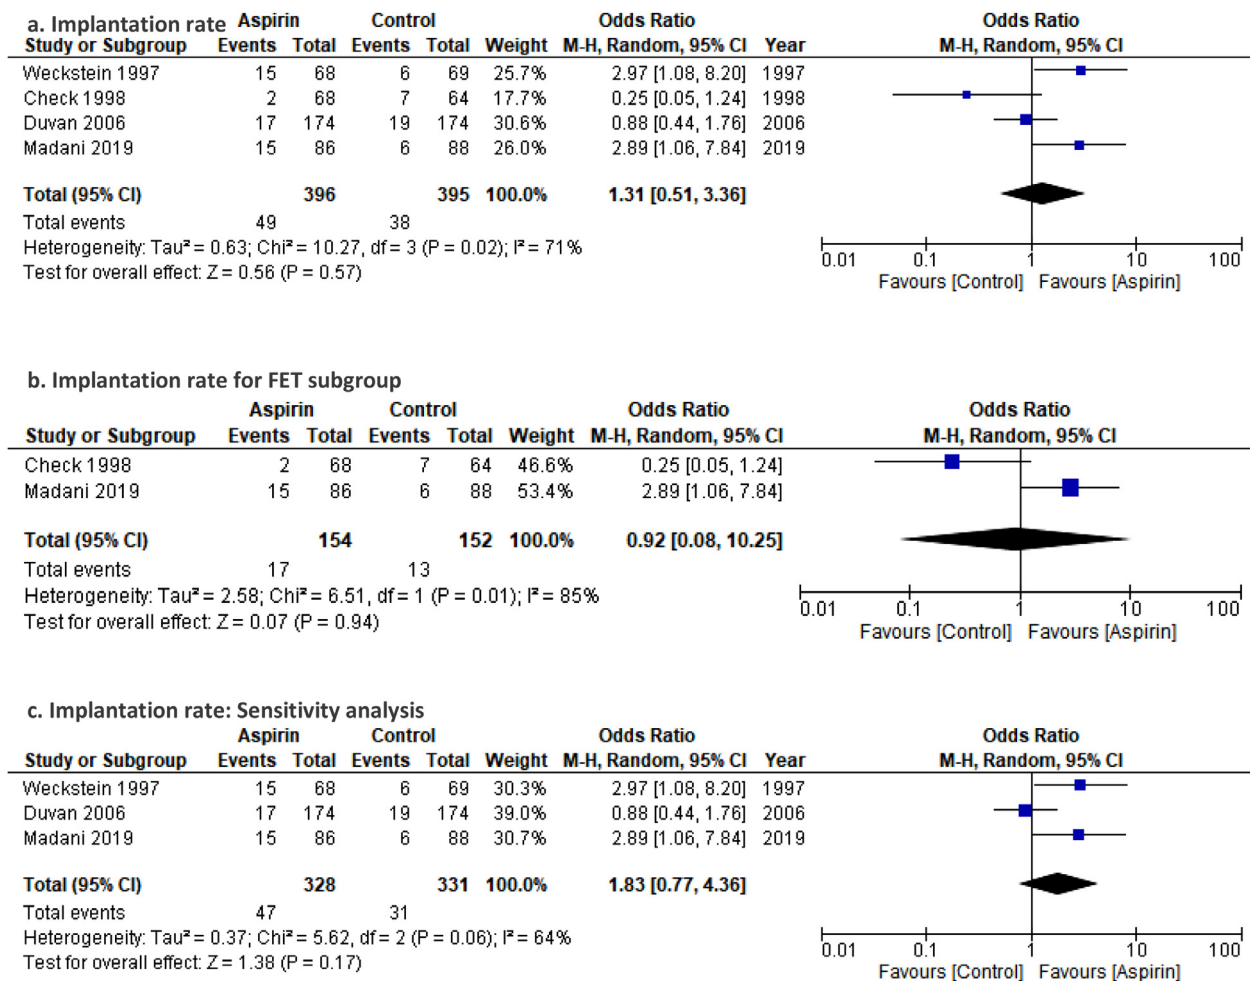 a. Implantation rate Aspirin Control Odds Ratio Odds Ratio
Study or Subgroup Events Total Events Total Weight M-H, Random, 95% CI Year M-H, Random, 95% CI
Weckstein 1997 15 68 6 69 25.7% 2.97 [1.08, 8.20] 1997
Check 1998 2 68 7 64 17.7% 0.25 [0.05, 1.24] 1998
Duvan 2006 17 174 19 174 30.6% 0.88 [0.44, 1.76] 2006
Madani 2019 15 86 6 88 26.0% 2.89 [1.06, 7.84] 2019
Total (95% CI) 396 395 100.0% 1.31 [0.51, 3.36]
Total events 49 38
Heterogeneity: Tau² = 0.63; Chi² = 10.27, df = 3 (P = 0.02); I² = 71%
Test for overall effect: Z = 0.56 (P = 0.57)
0.01 0.1 1 10 100
Favours [Control] Favours [Aspirin]
b. Implantation rate for FET subgroup
Aspirin Control Odds Ratio Odds Ratio
Study or Subgroup Events Total Events Total Weight M-H, Random, 95% CI M-H, Random, 95% CI
Check 1998 2 68 7 64 46.6% 0.25 [0.05, 1.24]
Madani 2019 15 86 6 88 53.4% 2.89 [1.06, 7.84]
Total (95% CI) 154 152 100.0% 0.92 [0.08, 10.25]
Total events 17 13
Heterogeneity: Tau² = 2.58; Chi² = 6.51, df = 1 (P = 0.01); I² = 85%
Test for overall effect: Z = 0.07 (P = 0.94)
0.01 0.1 1 10 100
Favours [Control] Favours [Aspirin]
c. Implantation rate: Sensitivity analysis
Aspirin Control Odds Ratio Odds Ratio
Study or Subgroup Events Total Events Total Weight M-H, Random, 95% CI Year M-H, Random, 95% CI
Weckstein 1997 15 68 6 69 30.3% 2.97 [1.08, 8.20] 1997
Duvan 2006 17 174 19 174 39.0% 0.88 [0.44, 1.76] 2006
Madani 2019 15 86 6 88 30.7% 2.89 [1.06, 7.84] 2019
Total (95% CI) 328 331 100.0% 1.83 [0.77, 4.36]
Total events 47 31
Heterogeneity: Tau² = 0.37; Chi² = 5.62, df = 2 (P = 0.06); I² = 64%
Test for overall effect: Z = 1.38 (P = 0.17)
0.01 0.1 1 10 100
Favours [Control] Favours [Aspirin]